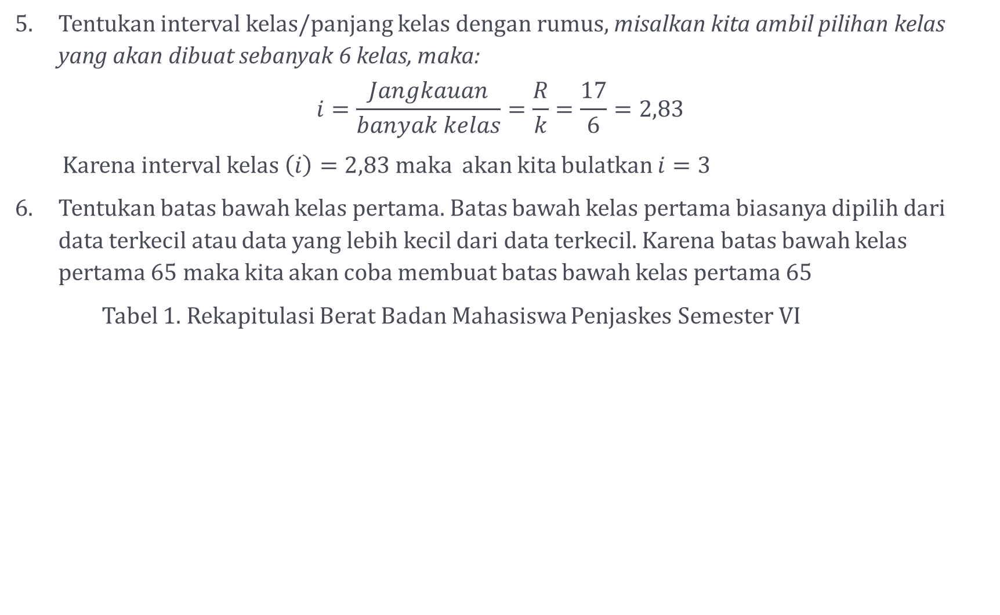 5. Tentukan interval kelas/panjang kelas dengan rumus, misalkan kita ambil pilihan kelas
yang akan dibuat sebanyak 6 kelas, maka:
i = Jangkauan / banyak kelas = R / k = 17 / 6 = 2,83
Karena interval kelas (i) = 2,83 maka akan kita bulatkan i = 3
6. Tentukan batas bawah kelas pertama. Batas bawah kelas pertama biasanya dipilih dari
data terkecil atau data yang lebih kecil dari data terkecil. Karena batas bawah kelas
pertama 65 maka kita akan coba membuat batas bawah kelas pertama 65
Tabel 1. Rekapitulasi Berat Badan Mahasiswa Penjaskes Semester VI